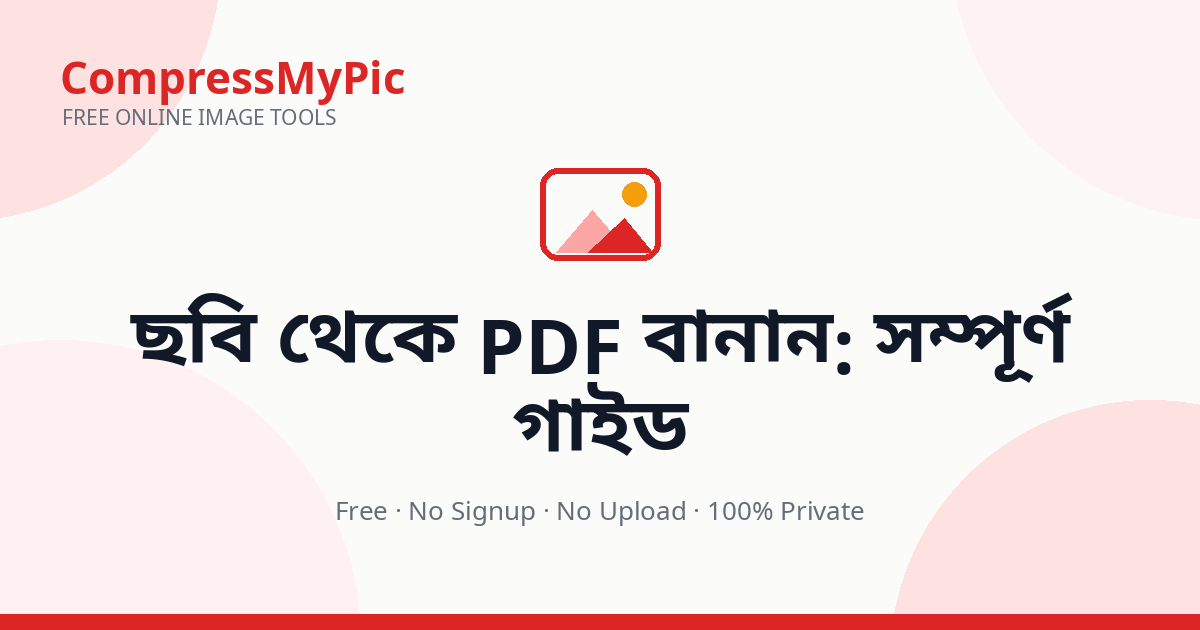 CompressMyPic
FREE ONLINE IMAGE TOOLS
ছবি থেকে PDF বানান: সম্পূর্ণ
গাইড
Free · No Signup · No Upload · 100% Private